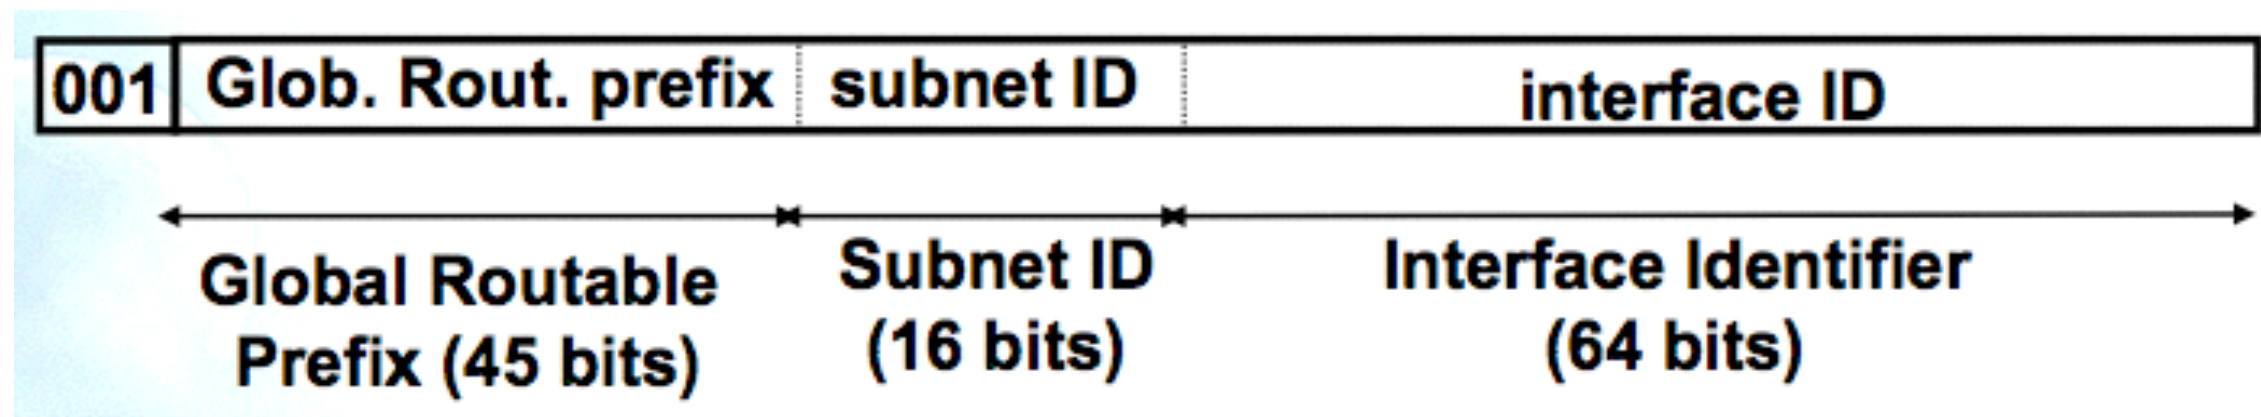 001 Glob. Rout. prefix subnet ID interface ID
Global Routable
Prefix (45 bits)
Subnet ID
(16 bits)
Interface Identifier
(64 bits)